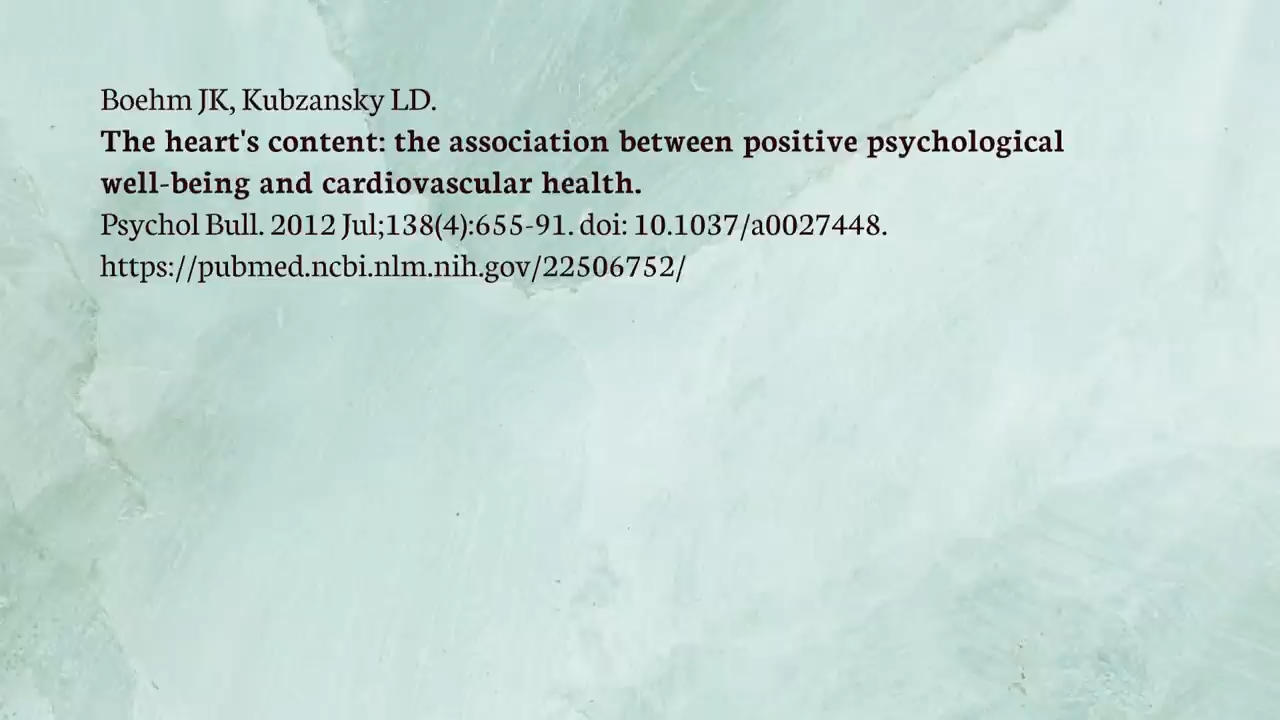 Boehm JK, Kubzansky LD.
The heart's content: the association between positive psychological
well-being and cardiovascular health.
Psychol Bull. 2012 Jul;138(4):655-91. doi: 10.1037/a0027448.
https://pubmed.ncbi.nlm.nih.gov/22506752/